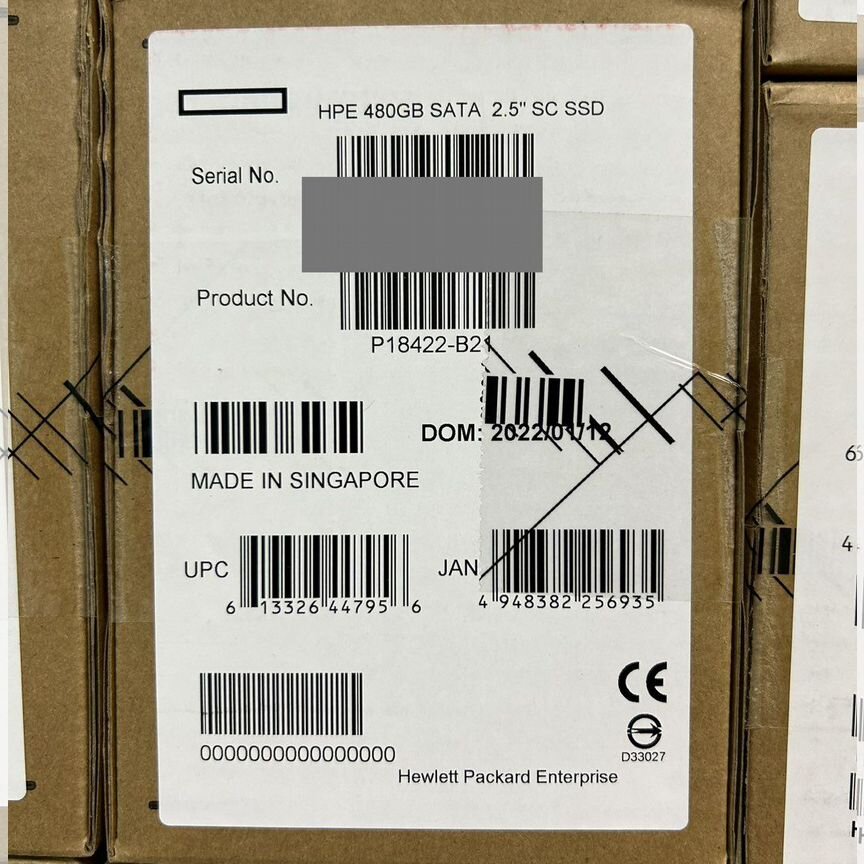 HPE 480GB SATA 2.5" SC SSD
Serial No.
Product No.
P18422-B21
DOM: 2022/01/12
MADE IN SINGAPORE
UPC
6 13326 44795 6
JAN
4 948382 256935
0000000000000000
CE
D33027
Hewlett Packard Enterprise